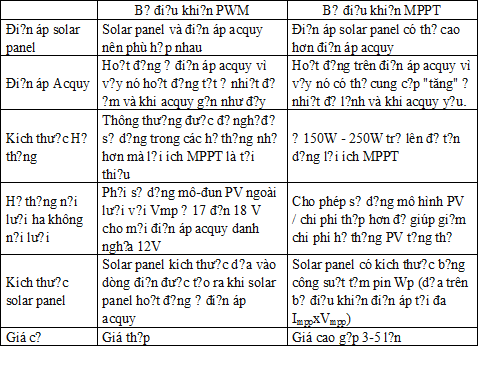 B? đi?u khi?n PWM
B? đi?u khi?n MPPT
Đi?n áp solar
panel
Solar panel và đi?n áp acquy
nên phù h?p nhau
Đi?n áp solar panel có th? cao
hơn đi?n áp acquy
Đi?n áp Acquy
Ho?t đ?ng ? đi?n áp acquy vì
v?y nó ho?t đ?ng t?t ? nhi?t đ?
?m và khi acquy g?n như đ?y
Ho?t đ?ng trên đi?n áp acquy vì
v?y nó có th? cung c?p "tăng" ?
nhi?t đ? l?nh và khi acquy y?u.
Kích thư?c H?
th?ng
Thông thư?ng đư?c đ? ngh? đ?
s? d?ng trong các h? th?ng nh?
hơn mà l?i ích MPPT là t?i
thi?u
? 150W - 250W tr? lên đ? t?n
d?ng l?i ích MPPT
H? th?ng n?i
lư?i ha không
n?i lư?i
Ph?i s? d?ng mô-đun PV ngoài
lư?i v?i Vmp ? 17 đ?n 18 V
cho m?i đi?n áp acquy danh
ngh?a 12V
Cho phép s? d?ng mô hình PV
/ chi phí th?p hơn đ? giúp gi?m
chi phí h? th?ng PV t?ng th?
Kích thư?c
solar panel
Solar panel kích thư?c d?a vào
dòng đi?n đư?c t?o ra khi solar
panel ho?t đ?ng ? đi?n áp
acquy
Solar panel có kích thư?c b?ng
công su?t t?m pin Wp (d?a trên
b? đi?u khi?n đi?n áp t?i đa
ImppxVmpp)
Giá c?
Giá th?p
Giá cao g?p 3-5 l?n